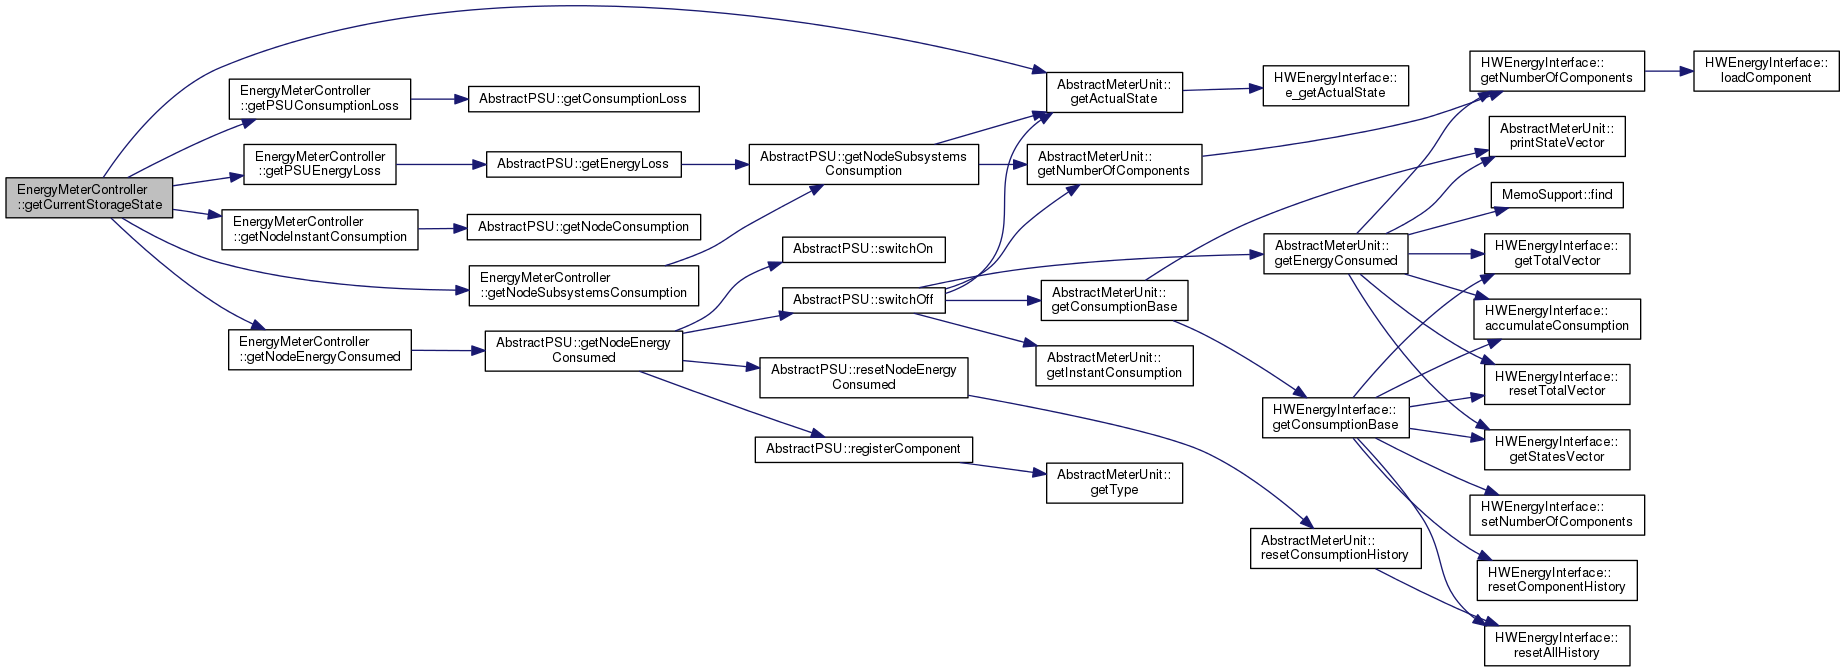 EnergyMeterController
::getCurrentStorageState
EnergyMeterController
::getPSUConsumptionLoss
EnergyMeterController
::getPSUEnergyLoss
EnergyMeterController
::getNodeInstantConsumption
EnergyMeterController
::getNodeEnergyConsumed
AbstractPSU::getConsumptionLoss
AbstractPSU::getEnergyLoss
AbstractPSU::getNodeConsumption
EnergyMeterController
::getNodeSubsystemsConsumption
AbstractPSU::getNodeEnergy
Consumed
AbstractPSU::getNodeSubsystems
Consumption
AbstractPSU::switchOn
AbstractPSU::switchOff
AbstractPSU::resetNodeEnergy
Consumed
AbstractPSU::registerComponent
AbstractMeterUnit::
getActualState
AbstractMeterUnit::
getNumberOfComponents
AbstractMeterUnit::
getConsumptionBase
AbstractMeterUnit::
getInstantConsumption
AbstractMeterUnit::
getType
HWEnergyInterface::
e_getActualState
AbstractMeterUnit::
getEnergyConsumed
HWEnergyInterface::
getConsumptionBase
AbstractMeterUnit::
resetConsumptionHistory
HWEnergyInterface::
getNumberOfComponents
AbstractMeterUnit::
printStateVector
MemoSupport::find
HWEnergyInterface::
getTotalVector
HWEnergyInterface::
accumulateConsumption
HWEnergyInterface::
resetTotalVector
HWEnergyInterface::
getStatesVector
HWEnergyInterface::
setNumberOfComponents
HWEnergyInterface::
resetComponentHistory
HWEnergyInterface::
resetAllHistory
HWEnergyInterface::
loadComponent